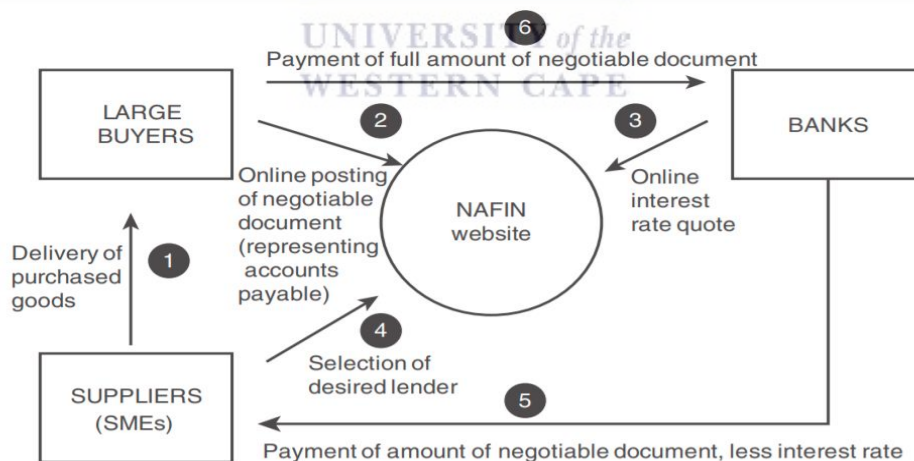 6
UNIVERSITY of the
Payment of full amount of negotiable document
WESTERN CAPE
LARGE
BUYERS
2
3
BANKS
Online posting
of negotiable
document
(representing
accounts
payable)
NAFIN
website
Online
interest
rate quote
Delivery of
purchased
goods
1
4
Selection of
desired lender
SUPPLIERS
(SMEs)
5
Payment of amount of negotiable document, less interest rate